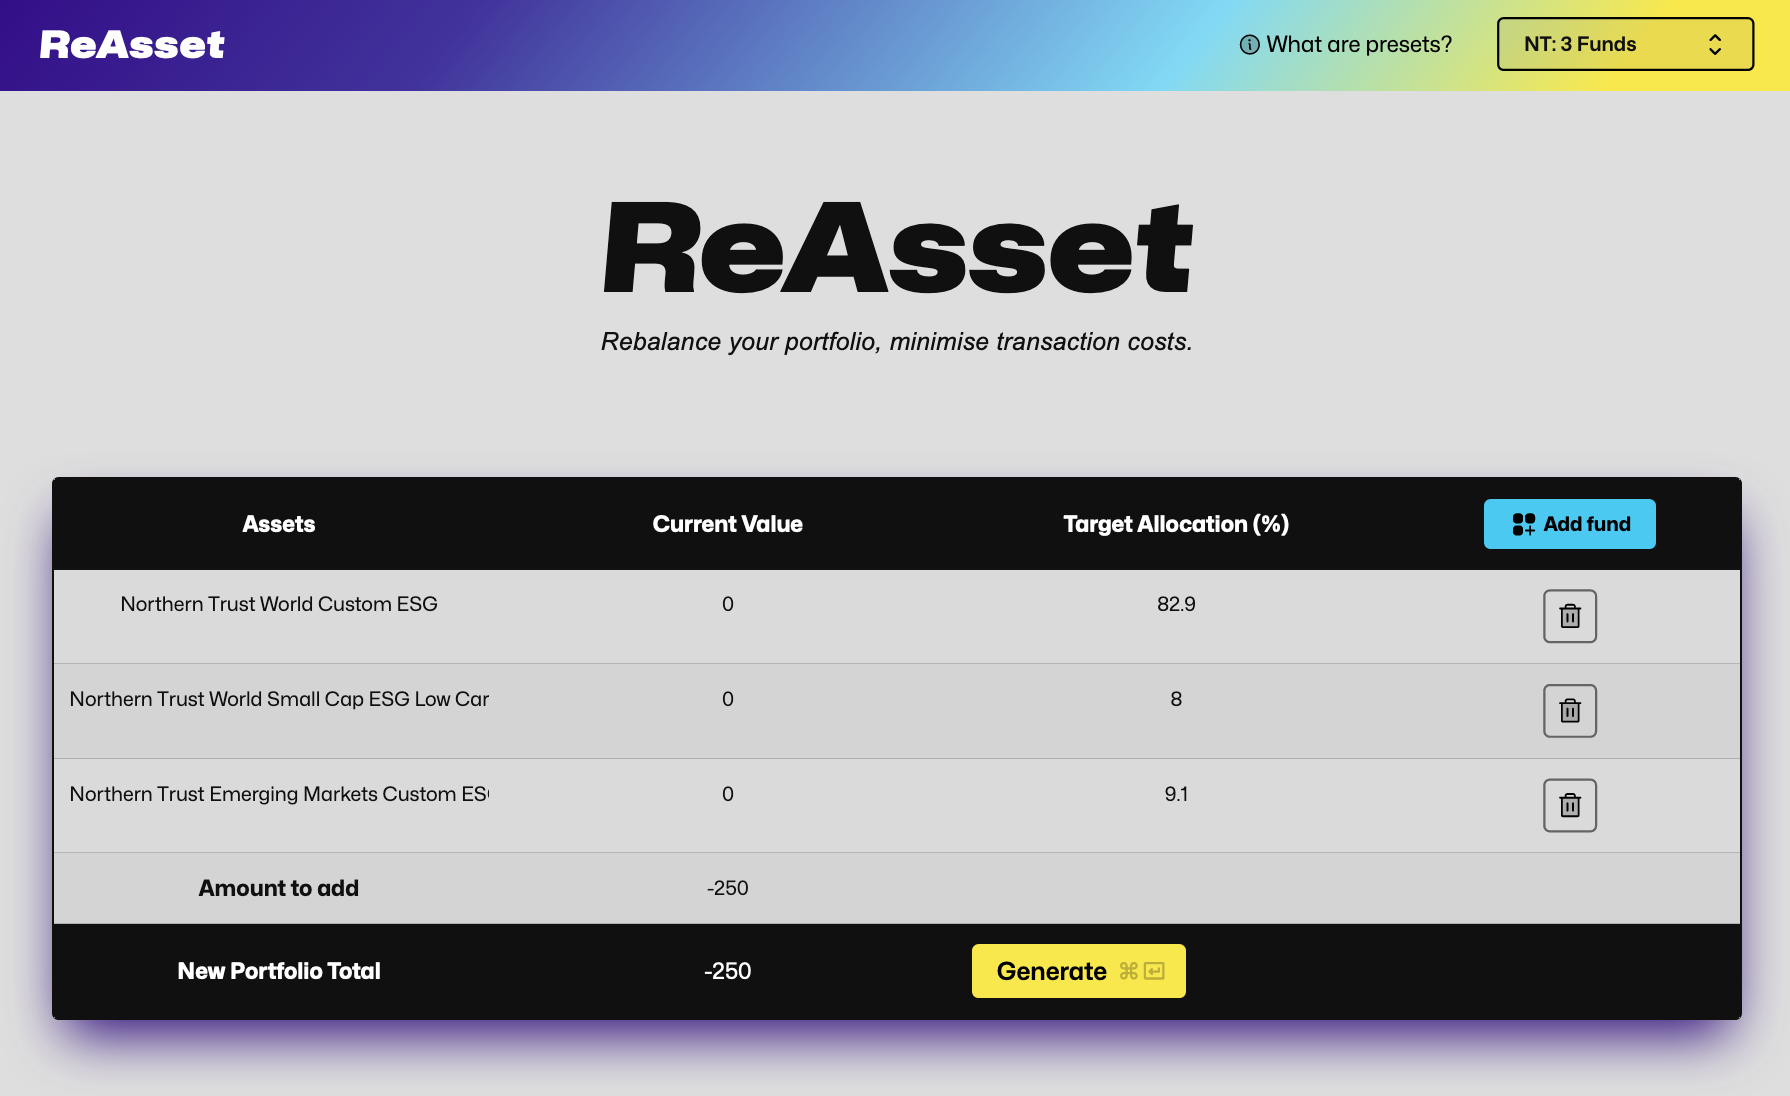 ReAsset
What are presets?
NT: 3 Funds
ReAsset
Rebalance your portfolio, minimise transaction costs.
Assets Current Value Target Allocation (%) Add fund
Northern Trust World Custom ESG 0 82.9
Northern Trust World Small Cap ESG Low Car 0 8
Northern Trust Emerging Markets Custom ES 0 9.1
Amount to add -250
New Portfolio Total -250 Generate ⌘